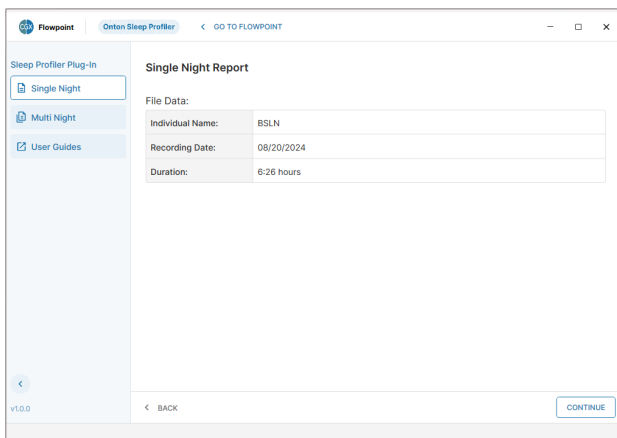 CGX Flowpoint Onton Sleep Profiler < GO TO FLOWPOINT
Sleep Profiler Plug-In
Single Night
Multi Night
User Guides
v1.0.0
Single Night Report
File Data:
Individual Name: BSLN
Recording Date: 08/20/2024
Duration: 6:26 hours
< BACK CONTINUE